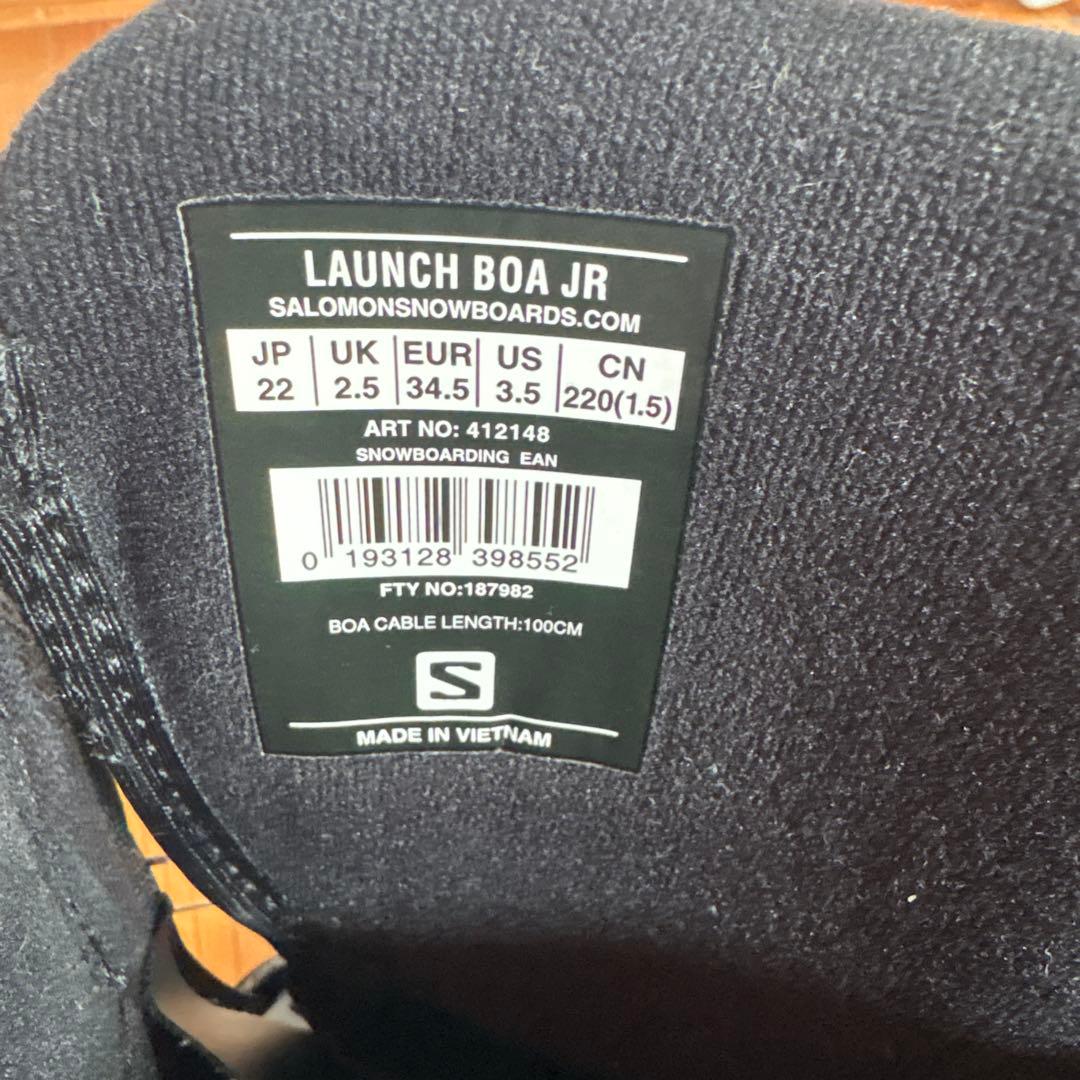 LAUNCH BOA JR
SALOMONSNOWBOARDS.COM
JP UK EUR US CN
22 2.5 34.5 3.5 220(1.5)
ART NO: 412148
SNOWBOARDING EAN
0 193128 398552
FTY NO:187982
BOA CABLE LENGTH:100CM
S
MADE IN VIETNAM